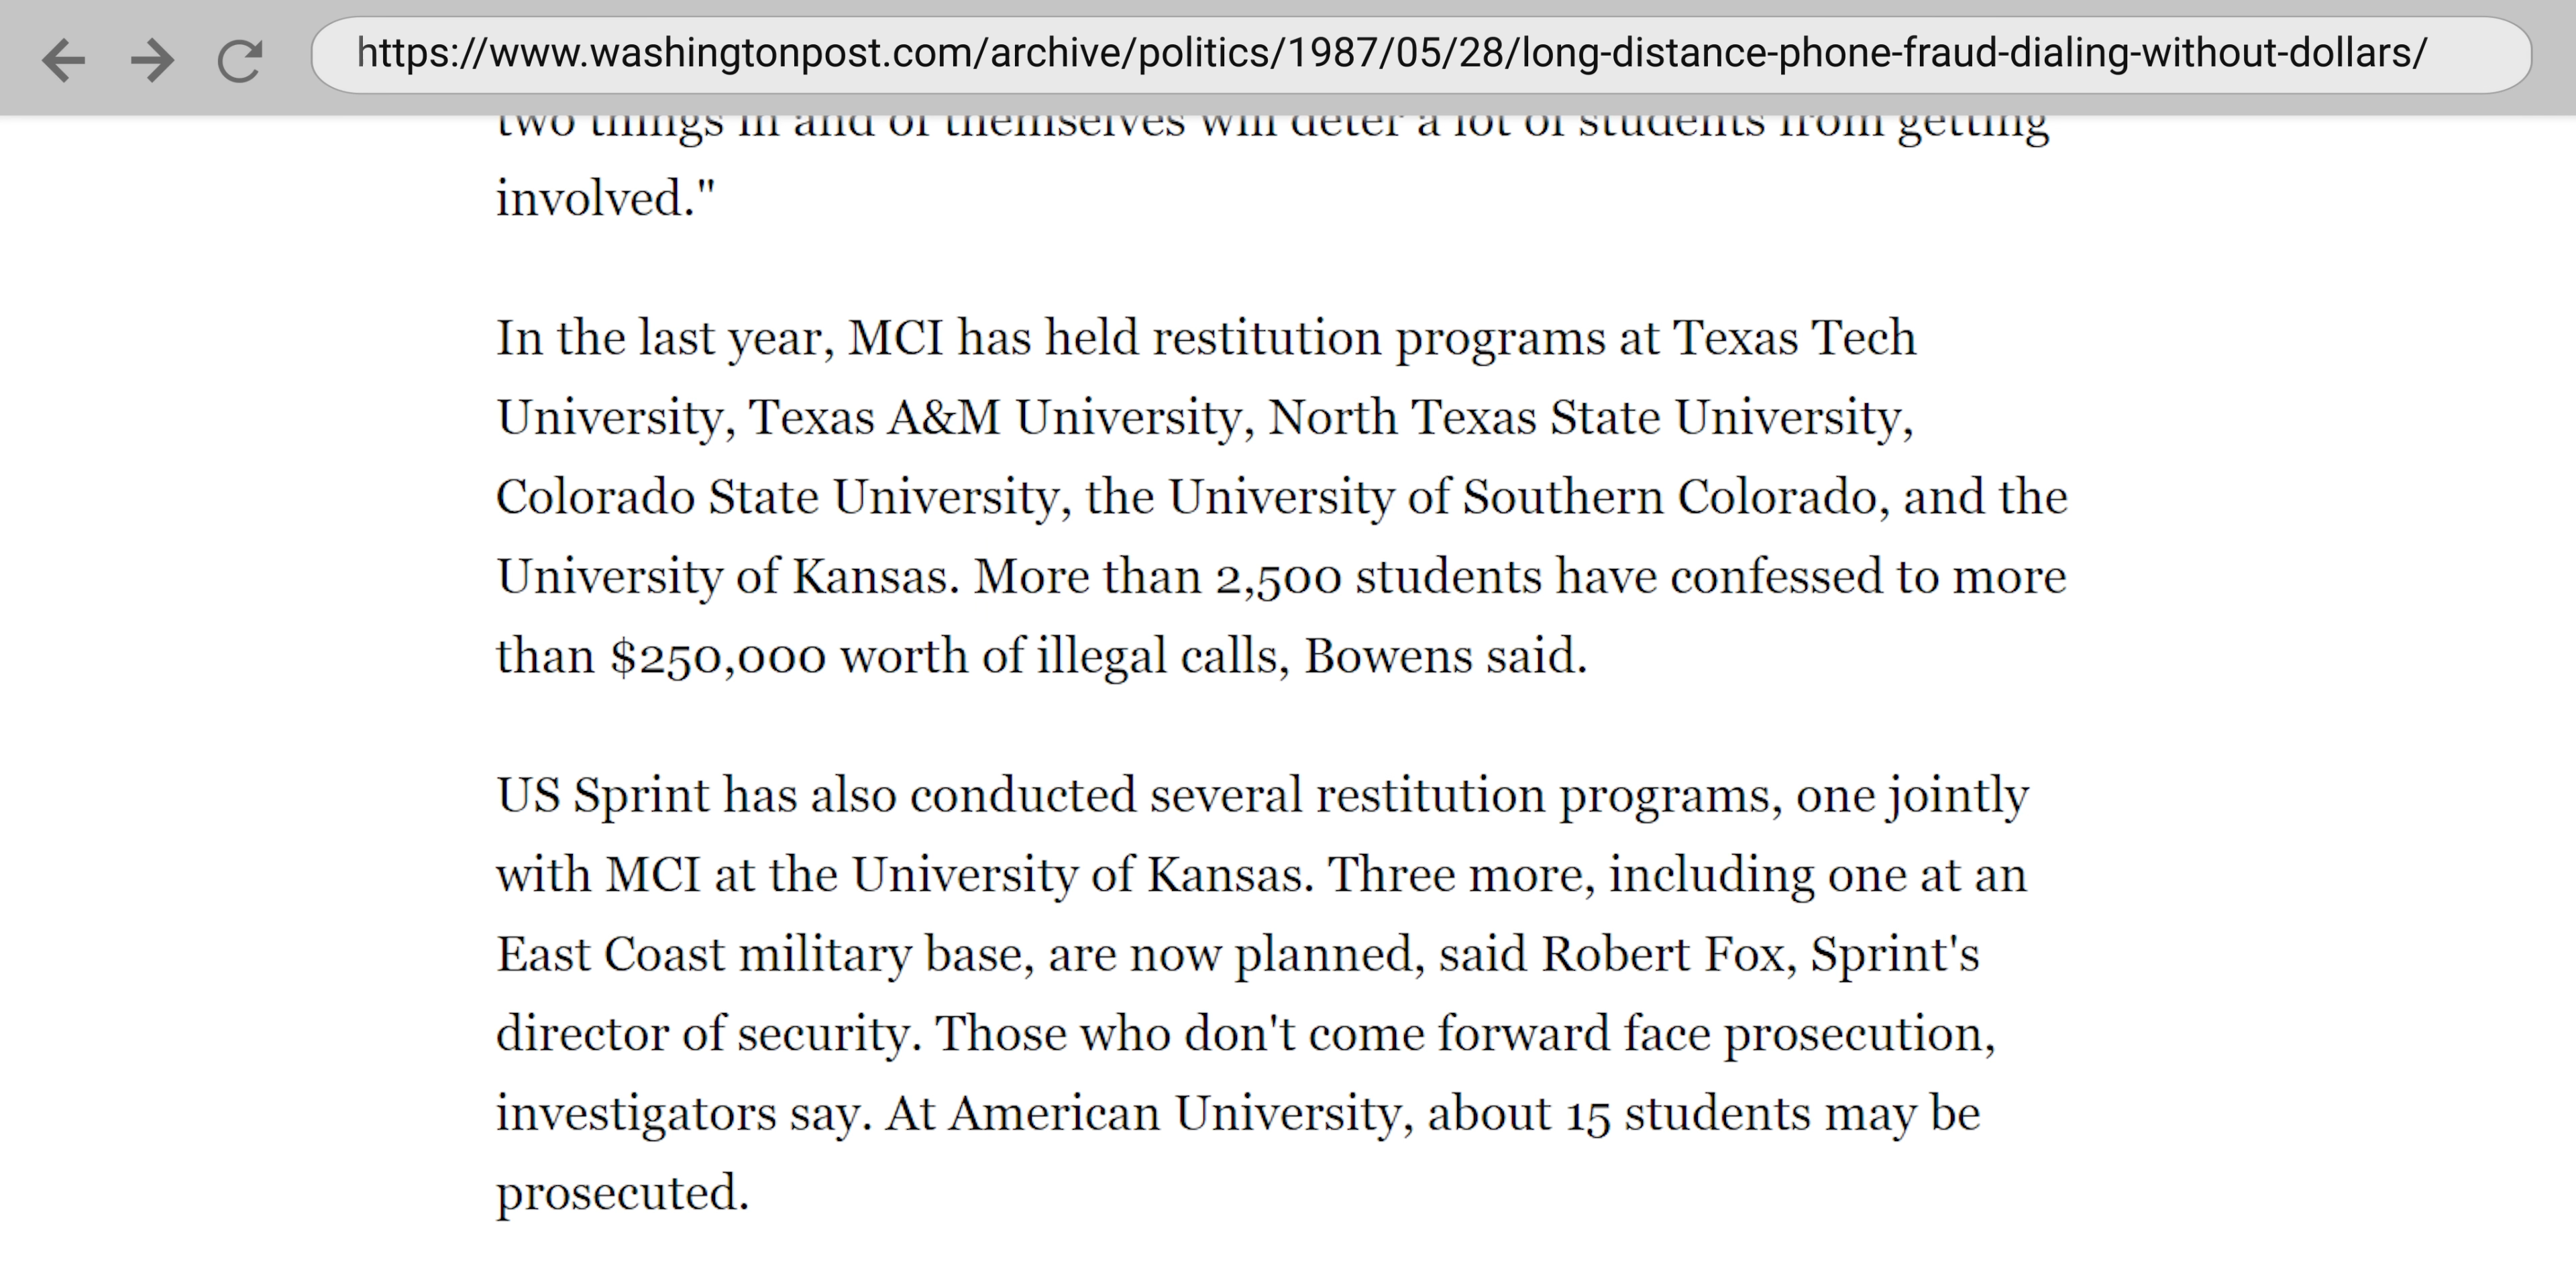 https://www.washingtonpost.com/archive/politics/1987/05/28/long-distance-phone-fraud-dialing-without-dollars/
two things in and of themselves will deter a lot of students from getting
involved."
In the last year, MCI has held restitution programs at Texas Tech
University, Texas A&M University, North Texas State University,
Colorado State University, the University of Southern Colorado, and the
University of Kansas. More than 2,500 students have confessed to more
than $250,000 worth of illegal calls, Bowens said.
US Sprint has also conducted several restitution programs, one jointly
with MCI at the University of Kansas. Three more, including one at an
East Coast military base, are now planned, said Robert Fox, Sprint's
director of security. Those who don't come forward face prosecution,
investigators say. At American University, about 15 students may be
prosecuted.